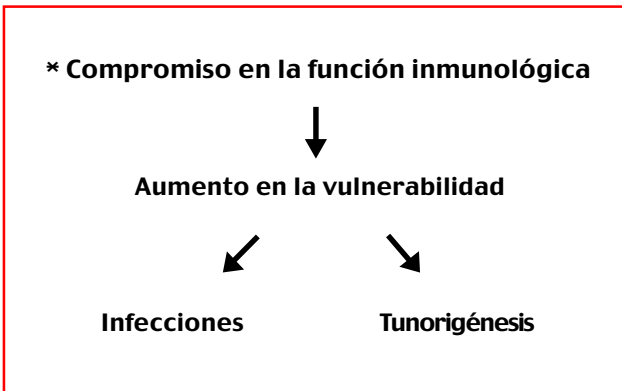 * Compromiso en la función inmunológica
Aumento en la vulnerabilidad
Infecciones Tunorigénesis